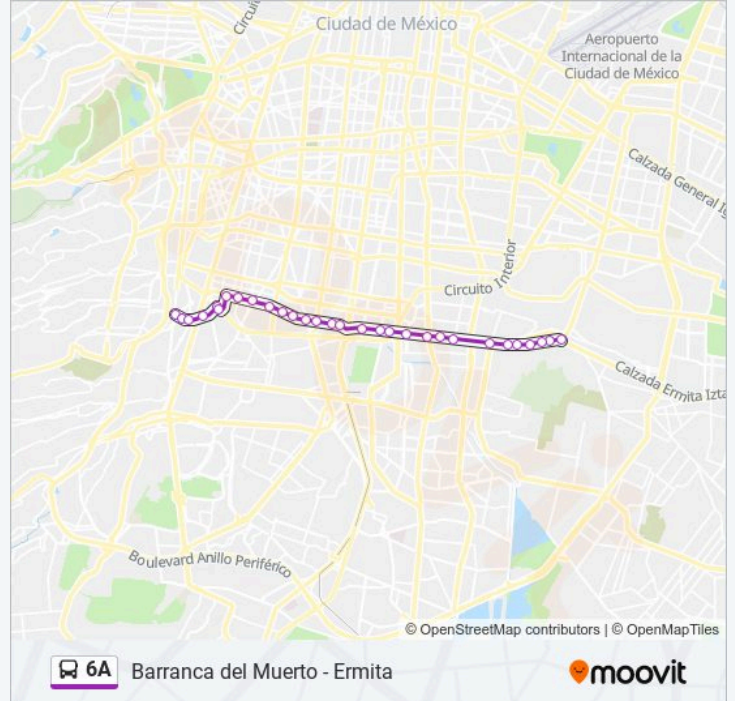 Circui
Ciudad de México
Aeropuerto
Internacional de la
Ciudad de México
Calzada General Ig
Circuito Interior
Calzada Ermita Izta
Boulevard Anillo Periférico
© OpenStreetMap contributors | © OpenMapTiles
6A Barranca del Muerto - Ermita
moovit